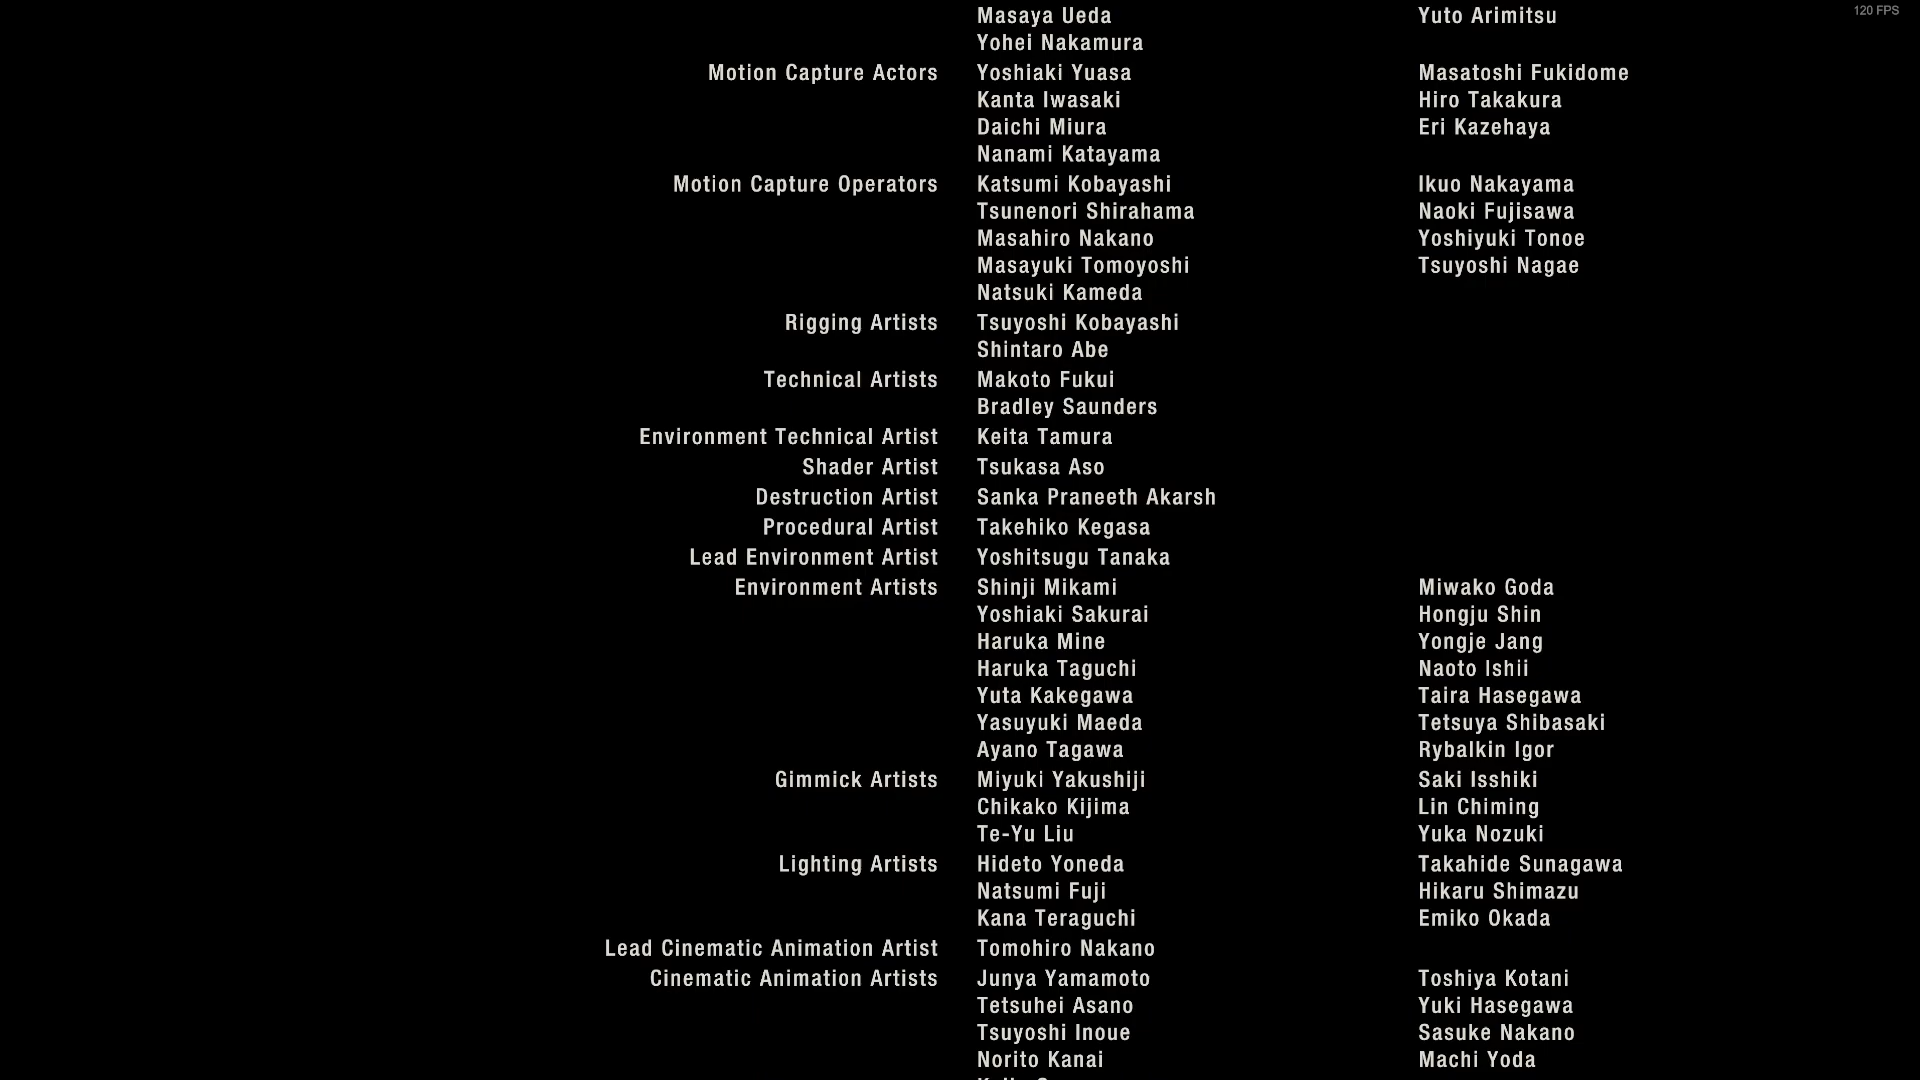 Masaya Ueda Yuto Arimitsu 120 FPS
Yohei Nakamura
Motion Capture Actors Yoshiaki Yuasa Masatoshi Fukidome
Kanta Iwasaki Hiro Takakura
Daichi Miura Eri Kazehaya
Nanami Katayama
Motion Capture Operators Katsumi Kobayashi Ikuo Nakayama
Tsunenori Shirahama Naoki Fujisawa
Masahiro Nakano Yoshiyuki Tonoe
Masayuki Tomoyoshi Tsuyoshi Nagae
Natsuki Kameda
Rigging Artists Tsuyoshi Kobayashi
Shintaro Abe
Technical Artists Makoto Fukui
Bradley Saunders
Environment Technical Artist Keita Tamura
Shader Artist Tsukasa Aso
Destruction Artist Sanka Praneeth Akarsh
Procedural Artist Takehiko Kegasa
Lead Environment Artist Yoshitsugu Tanaka
Environment Artists Shinji Mikami Miwako Goda
Yoshiaki Sakurai Hongju Shin
Haruka Mine Yongje Jang
Haruka Taguchi Naoto Ishii
Yuta Kakegawa Taira Hasegawa
Yasuyuki Maeda Tetsuya Shibasaki
Ayano Tagawa Rybalkin Igor
Gimmick Artists Miyuki Yakushiji Saki Isshiki
Chikako Kijima Lin Chiming
Te-Yu Liu Yuka Nozuki
Lighting Artists Hideto Yoneda Takahide Sunagawa
Natsumi Fuji Hikaru Shimazu
Kana Teraguchi Emiko Okada
Lead Cinematic Animation Artist Tomohiro Nakano
Cinematic Animation Artists Junya Yamamoto Toshiya Kotani
Tetsuhei Asano Yuki Hasegawa
Tsuyoshi Inoue Sasuke Nakano
Norito Kanai Machi Yoda